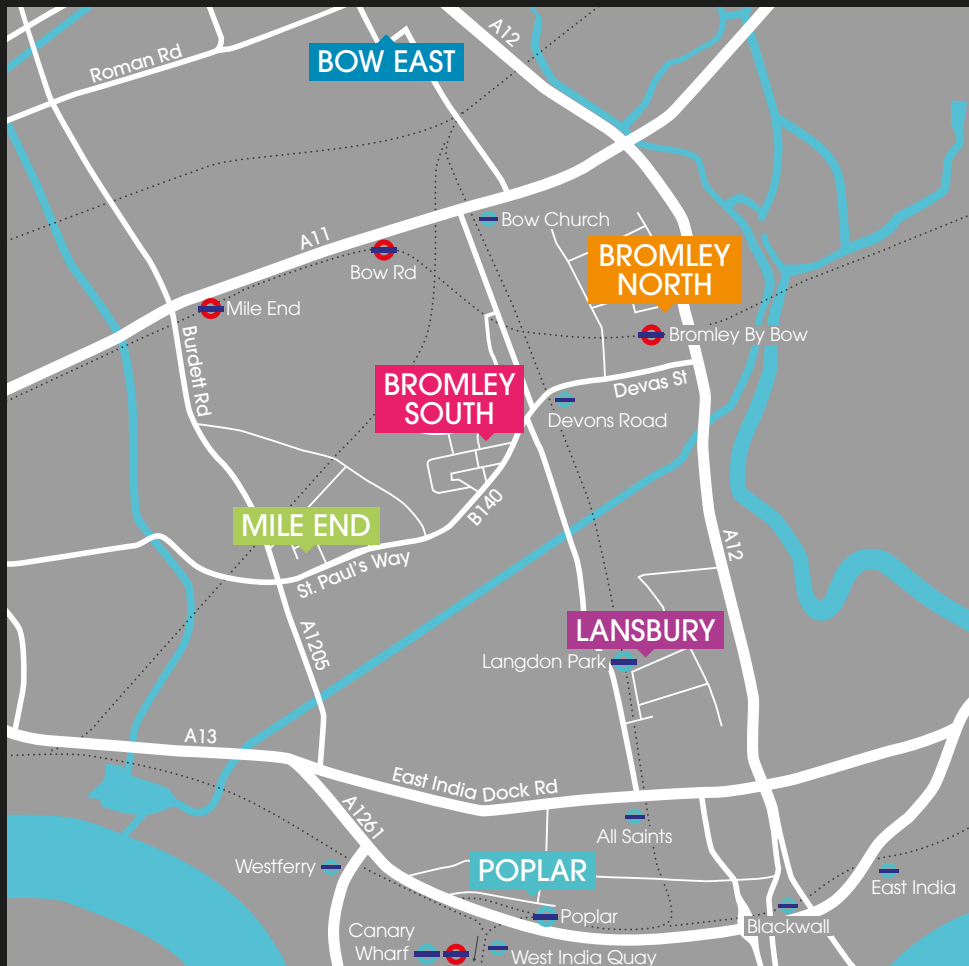 A12
Roman Rd
BOW EAST
Bow Church
A11
BROMLEY
NORTH
Bow Rd
Mile End
Bromley By Bow
Burdett Rd
BROMLEY
SOUTH
Devas St
Devons Road
B140
MILE END
St. Paul's Way
A12
A1205
LANSBURY
Langdon Park
A13
East India Dock Rd
A1261
All Saints
Westferry
POPLAR
East India
Poplar
Blackwall
Canary
Wharf
West India Quay